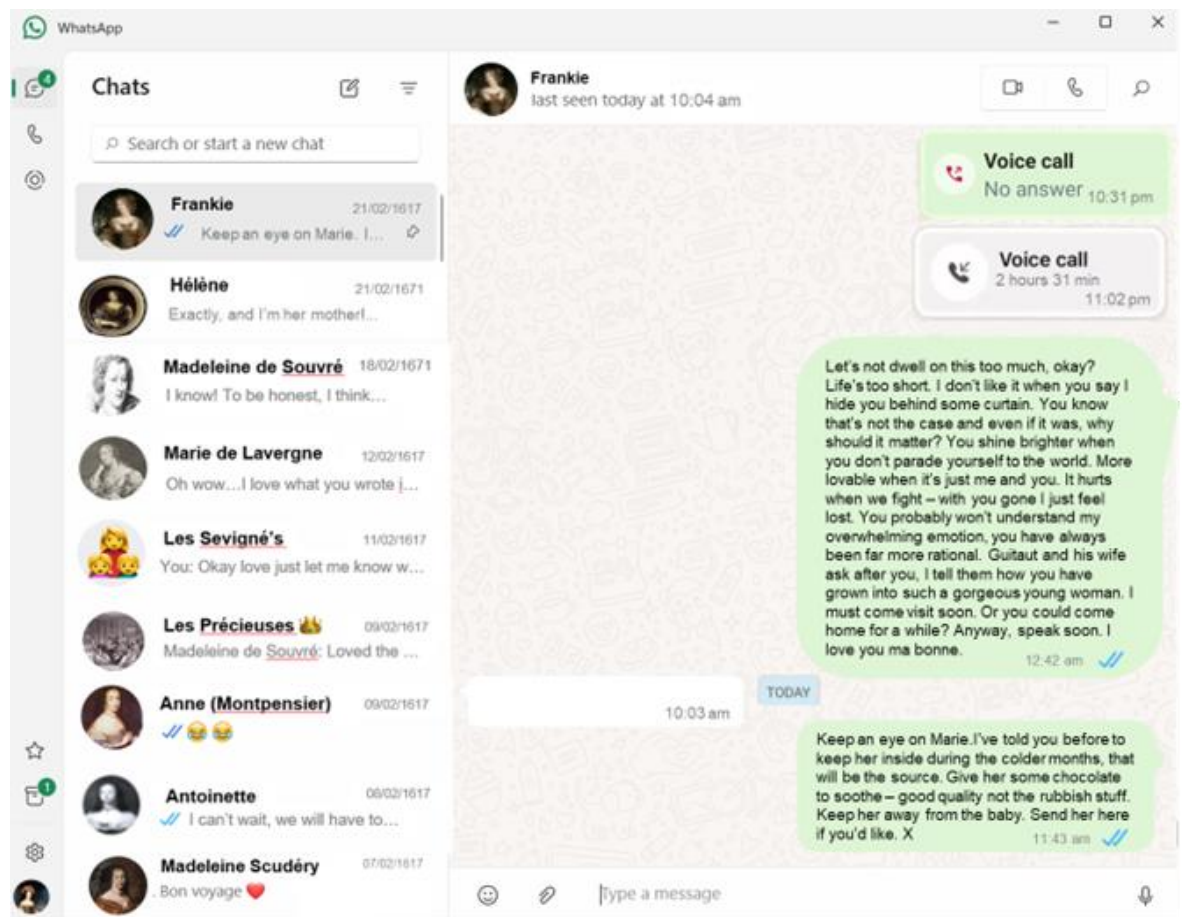 WhatsApp
4
Chats
Search or start a new chat
Frankie
21/02/1617
Keep an eye on Marie. I...
Hélène
21/02/1671
Exactly, and I'm her mother!...
Madeleine de Souvré
18/02/1671
I know! To be honest, I think...
Marie de Lavergne
12/02/1617
Oh wow...I love what you wrote i...
Les Sevigné's
11/02/1617
You: Okay love just let me know w...
Les Précieuses 👑
09/02/1617
Madeleine de Souvré: Loved the ...
Anne (Montpensier)
09/02/1617
😂 😂
Antoinette
08/02/1617
I can't wait, we will have to...
Madeleine Scudéry
07/02/1617
Bon voyage ❤️
1
Frankie
last seen today at 10:04 am
Voice call
No answer 10:31 pm
Voice call
2 hours 31 min
11:02 pm
Let's not dwell on this too much, okay?
Life's too short. I don't like it when you say I
hide you behind some curtain. You know
that's not the case and even if it was, why
should it matter? You shine brighter when
you don't parade yourself to the world. More
lovable when it's just me and you. It hurts
when we fight – with you gone I just feel
lost. You probably won't understand my
overwhelming emotion, you have always
been far more rational. Guitaut and his wife
ask after you, I tell them how you have
grown into such a gorgeous young woman. I
must come visit soon. Or you could come
home for a while? Anyway, speak soon. I
love you ma bonne.
12:42 am
TODAY
10:03 am
Keep an eye on Marie.I've told you before to
keep her inside during the colder months, that
will be the source. Give her some chocolate
to soothe – good quality not the rubbish stuff.
Keep her away from the baby. Send her here
if you'd like. X
11:43 am
Type a message